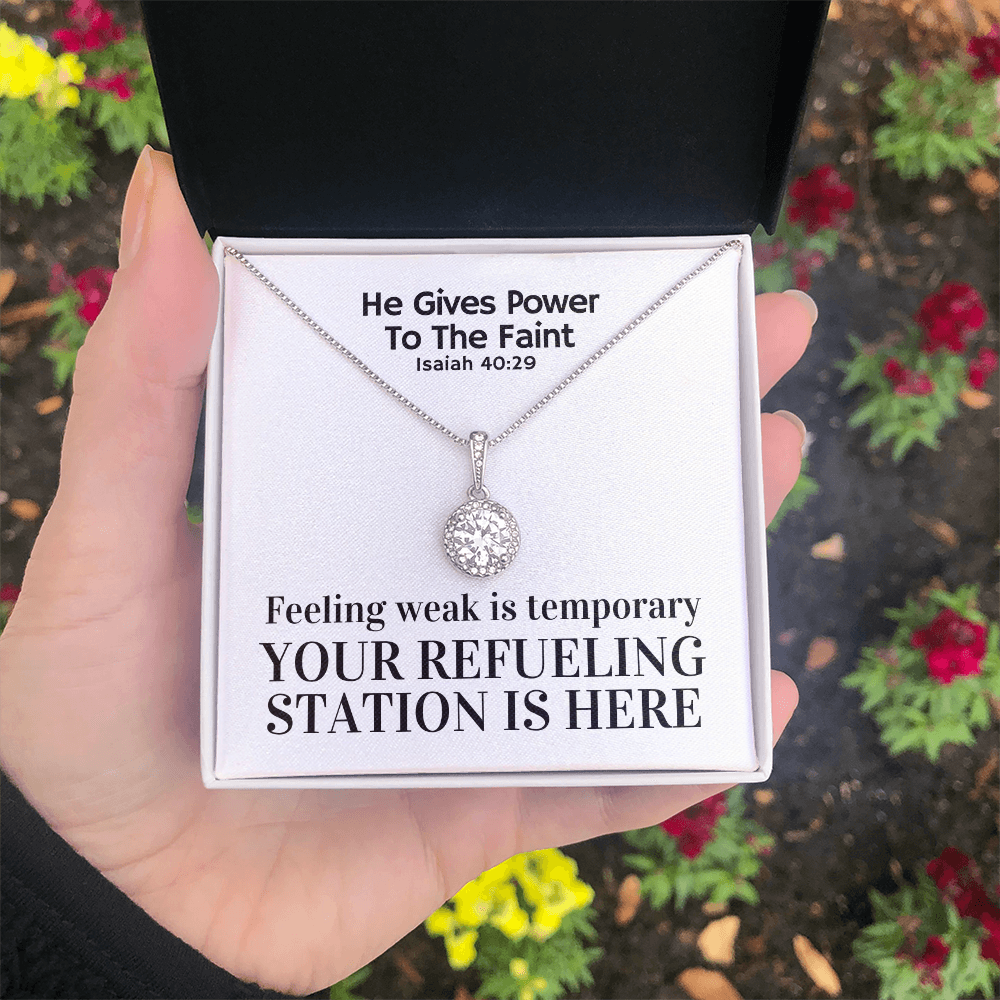 He Gives Power
To The Faint
Isaiah 40:29
Feeling weak is temporary
YOUR REFUELING
STATION IS HERE